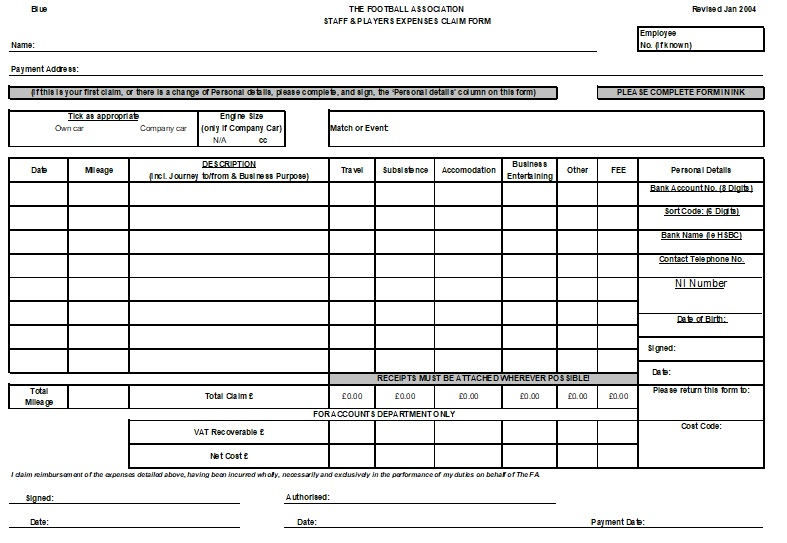 Blue THE FOOTBALL ASSOCIATION Revised Jan 2004
STAFF & PLAYERS EXPENSES CLAIM FORM
Employee
Name: No. (if known)
Payment Address:
(If this is your first claim, or there is a change of Personal details, please complete, and sign, the 'Personal details' column on this form) PLEASE COMPLETE FORM IN INK
Tick as appropriate Engine Size
Own car Company car (only if Company Car) Match or Event:
N/A cc
Date Mileage DESCRIPTION Travel Subsistence Accomodation Business Other FEE Personal Details
(Incl. Journey to/from & Business Purpose) Entertaining
Bank Account No. (8 Digits)
Sort Code: (6 Digits)
Bank Name (ie HSBC)
Contact Telephone No.
NI Number
Date of Birth:
Signed:
Date:
RECEIPTS MUST BE ATTACHED WHEREVER POSSIBLE!
Total Total Claim £ £0.00 £0.00 £0.00 £0.00 £0.00 £0.00 Please return this form to:
Mileage
FOR ACCOUNTS DEPARTMENT ONLY
VAT Recoverable £ Cost Code:
Net Cost £
I claim reimbursement of the expenses detailed above, having been incurred wholly, necessarily and exclusively in the performance of my duties on behalf of The FA.
Signed: Authorised:
Date: Date: Payment Date: